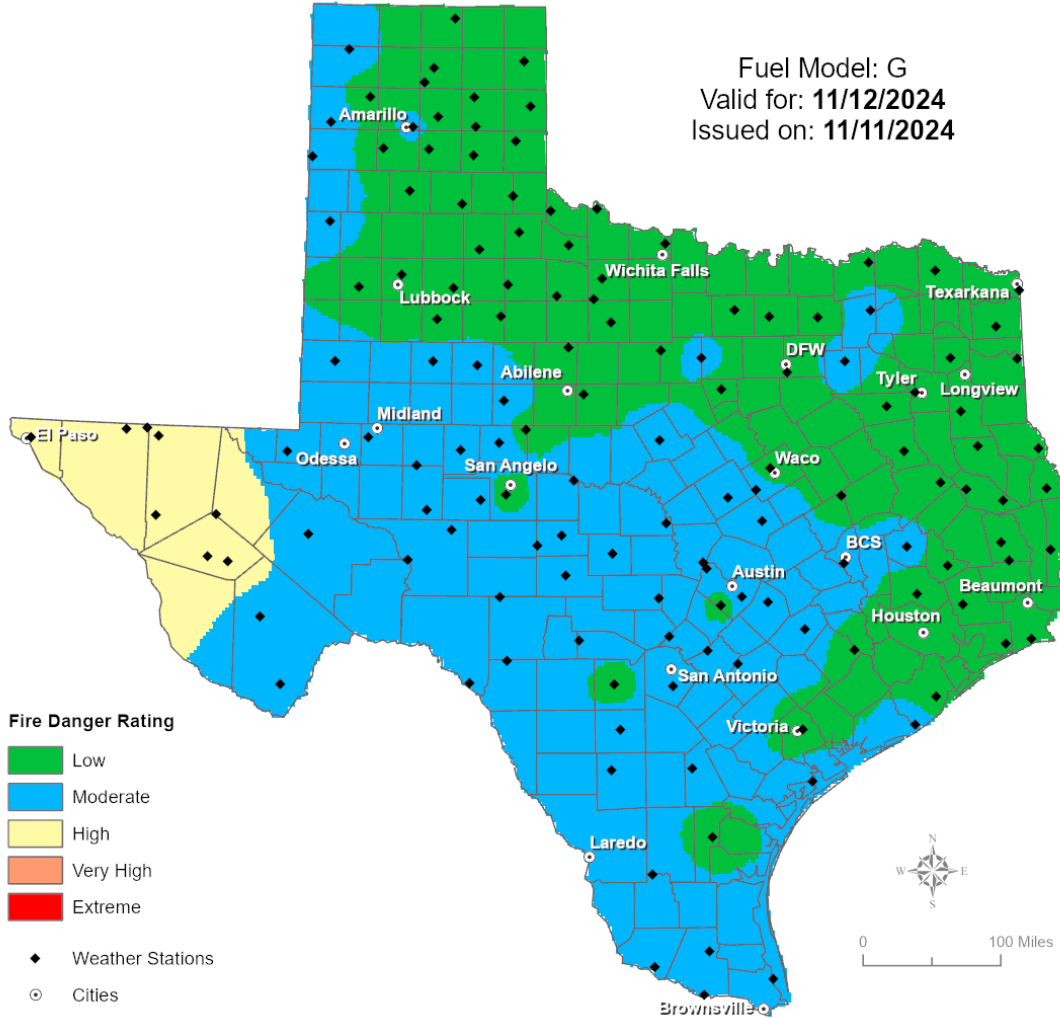 Fuel Model: G
Valid for: 11/12/2024
Issued on: 11/11/2024
Amarillo
Wichita Falls
Lubbock
Texarkana
DFW
Abilene
Tyler
Longview
Midland
El Paso
Odessa
San Angelo
Waco
BCS
Austin
Beaumont
Houston
San Antonio
Victoria
Laredo
Brownsville
Fire Danger Rating
Low
Moderate
High
Very High
Extreme
Weather Stations
Cities
N
W E
S
0 100 Miles